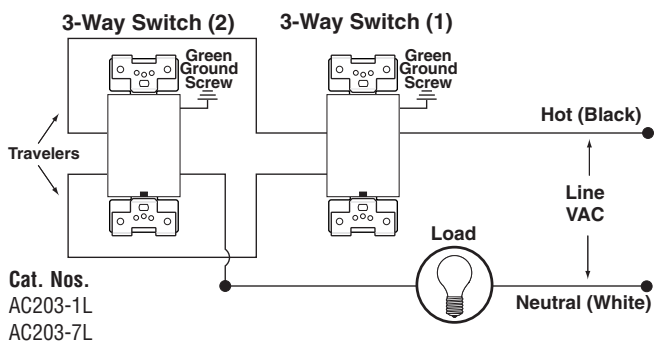 3-Way Switch (2)
3-Way Switch (1)
Green
Ground
Screw
Green
Ground
Screw
Hot (Black)
Travelers
Line
VAC
Load
Cat. Nos.
AC203-1L
AC203-7L
Neutral (White)